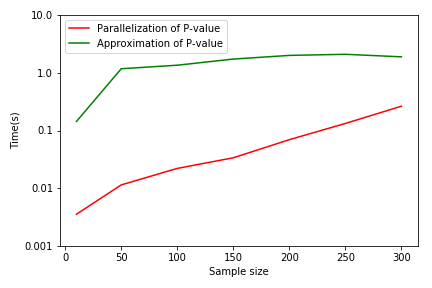 10.0
1.0
0.1
0.01
0.001
Time(s)
Parallelization of P-value
Approximation of P-value
0 50 100 150 200 250 300
Sample size